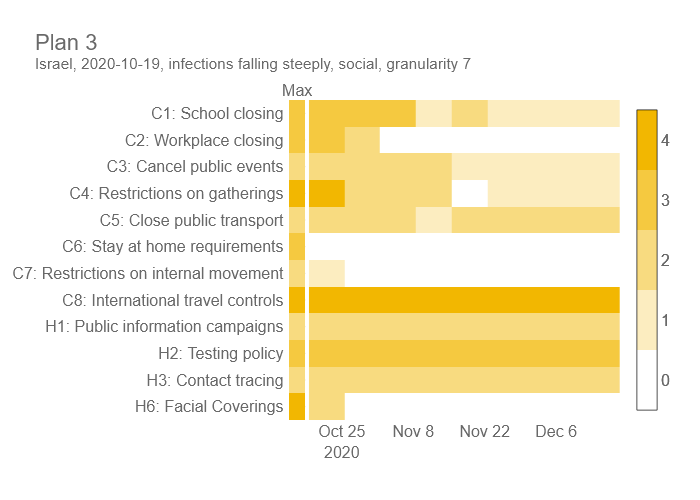 Plan 3
Israel, 2020-10-19, infections falling steeply, social, granularity 7
Max
C1: School closing
C2: Workplace closing
C3: Cancel public events
C4: Restrictions on gatherings
C5: Close public transport
C6: Stay at home requirements
C7: Restrictions on internal movement
C8: International travel controls
H1: Public information campaigns
H2: Testing policy
H3: Contact tracing
H6: Facial Coverings
Oct 25 Nov 8 Nov 22 Dec 6
2020
4
3
2
1
0